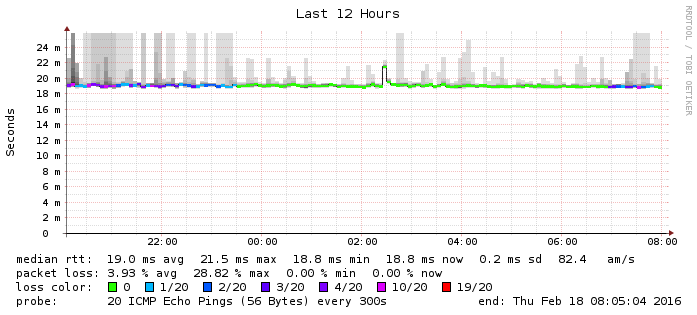 Last 12 Hours
RRDTOOL / TOBI OETIKER
Seconds
24 m
22 m
20 m
18 m
16 m
14 m
12 m
10 m
8 m
6 m
4 m
2 m
0
22:00 00:00 02:00 04:00 06:00 08:00
median rtt: 19.0 ms avg 21.5 ms max 18.8 ms min 18.8 ms now 0.2 ms sd 82.4 am/s
packet loss: 3.93 % avg 28.82 % max 0.00 % min 0.00 % now
loss color: 0 1/20 2/20 3/20 4/20 10/20 19/20
probe: 20 ICMP Echo Pings (56 Bytes) every 300s end: Thu Feb 18 08:05:04 2016